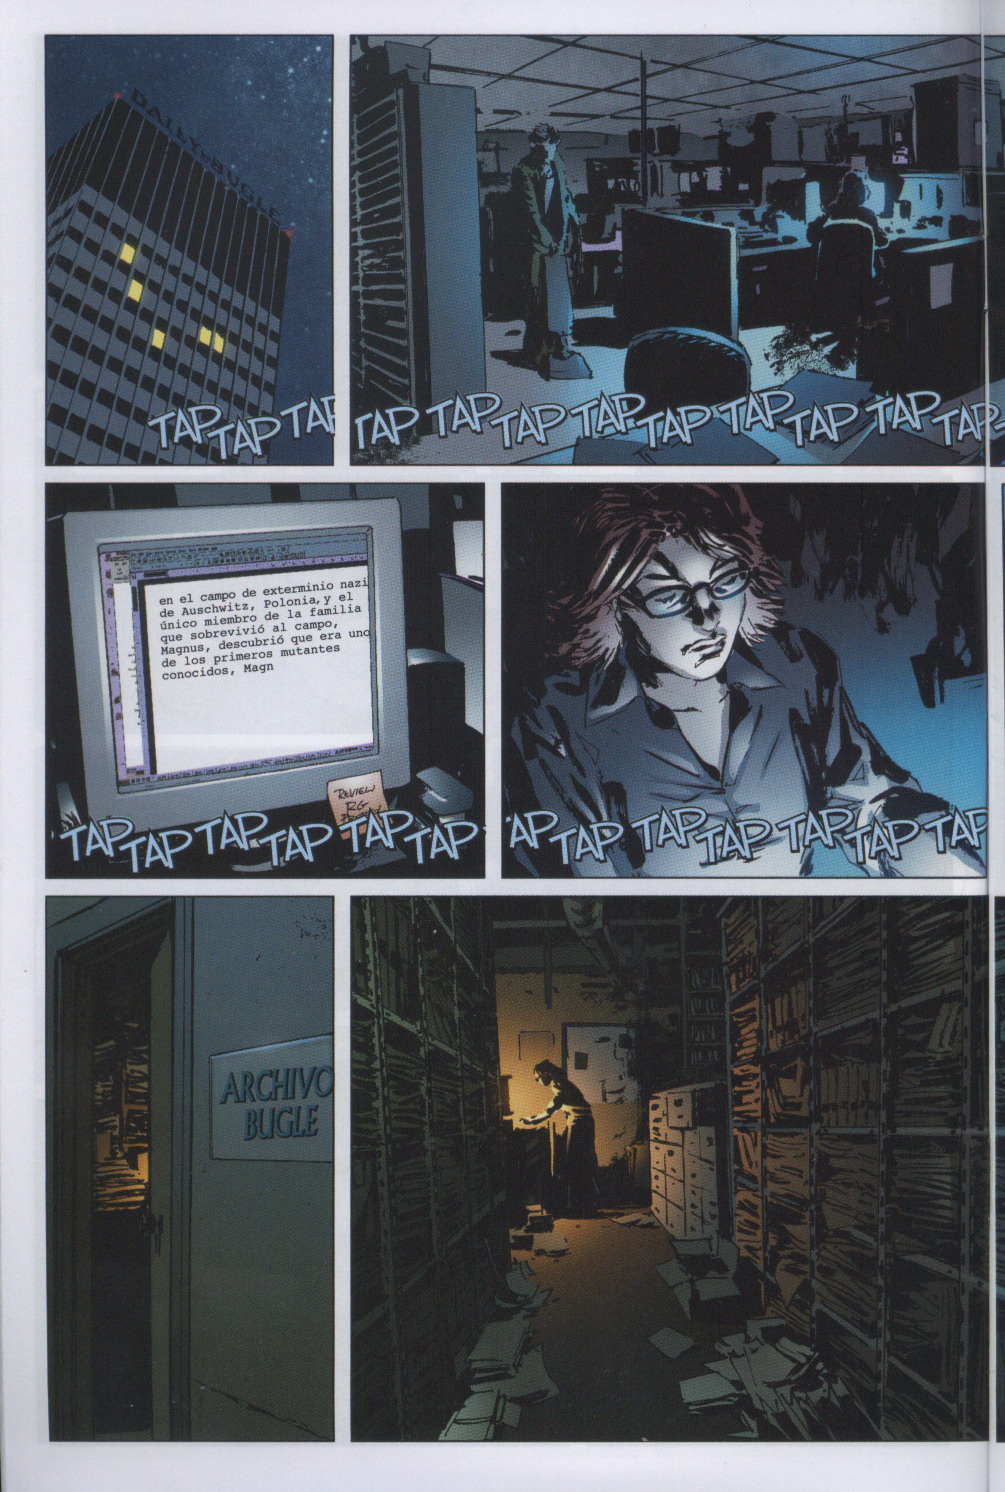 DAILY BUGLE
TAP TAP TAP
TAP TAP TAP TAP TAP TAP TAP TAP TAP
en el campo de exterminio nazi
de Auschwitz, Polonia, y el
único miembro de la familia
que sobrevivió al campo,
Magnus, descubrió que era uno
de los primeros mutantes
conocidos, Magn
REVIEW
RG
TAP TAP TAP TAP TAP TAP
AP TAP TAP TAP TAP TAP TAP
ARCHIVO
BUGLE